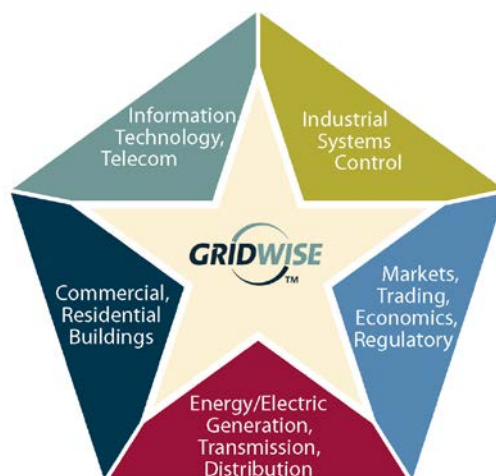 Information
Technology,
Telecom
Industrial
Systems
Control
GRIDWISE
TM
Commercial,
Residential
Buildings
Markets,
Trading,
Economics,
Regulatory
Energy/Electric
Generation,
Transmission,
Distribution